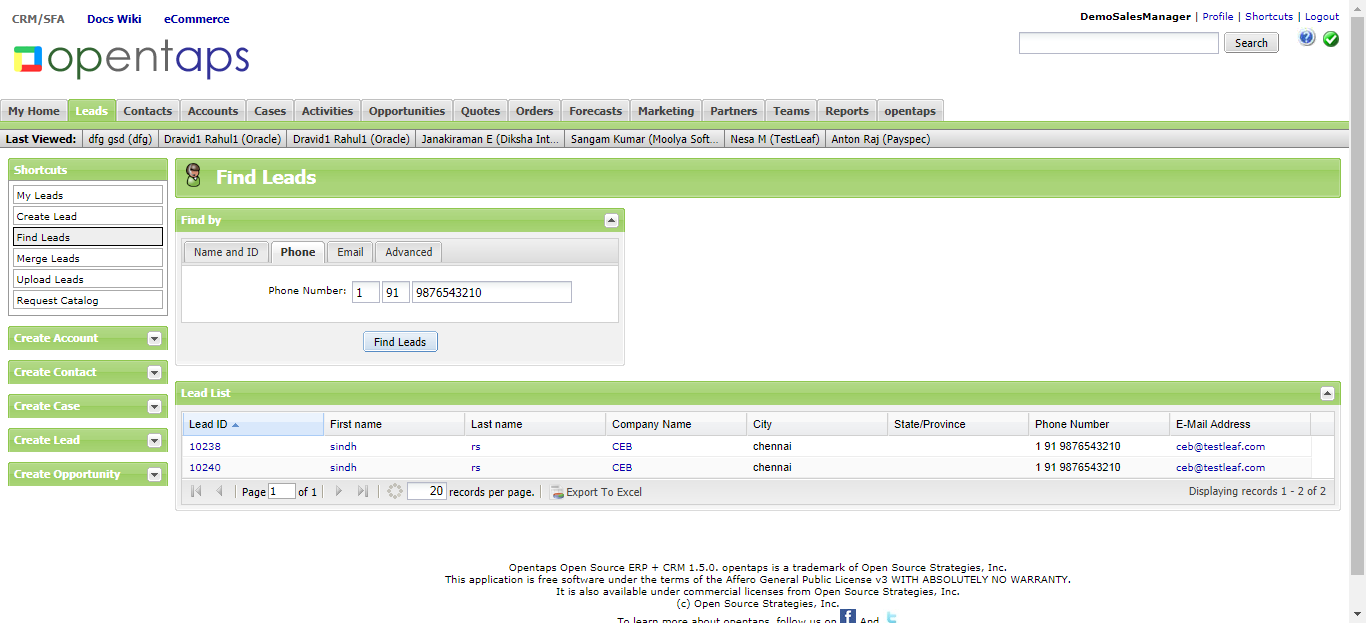 CRM/SFA Docs Wiki eCommerce
DemoSalesManager | Profile | Shortcuts | Logout
opentaps
Search
My Home Leads Contacts Accounts Cases Activities Opportunities Quotes Orders Forecasts Marketing Partners Teams Reports opentaps
Last Viewed: dfg gsd (dfg) Dravid1 Rahul1 (Oracle) Dravid1 Rahul1 (Oracle) Janakiraman E (Diksha Int... Sangam Kumar (Moolya Soft... Nesa M (TestLeaf) Anton Raj (Payspec)
Shortcuts
My Leads
Create Lead
Find Leads
Merge Leads
Upload Leads
Request Catalog
Create Account
Create Contact
Create Case
Create Lead
Create Opportunity
Find Leads
Find by
Name and ID Phone Email Advanced
Phone Number: 1 91 9876543210
Find Leads
Lead List
Lead ID First name Last name Company Name City State/Province Phone Number E-Mail Address
10238 sindh rs CEB chennai 1 91 9876543210 ceb@testleaf.com
10240 sindh rs CEB chennai 1 91 9876543210 ceb@testleaf.com
Page 1 of 1 20 records per page. Export To Excel Displaying records 1 - 2 of 2
Opentaps Open Source ERP + CRM 1.5.0. opentaps is a trademark of Open Source Strategies, Inc.
This application is free software under the terms of the Affero General Public License v3 WITH ABSOLUTELY NO WARRANTY.
It is also available under commercial licenses from Open Source Strategies, Inc.
(c) Open Source Strategies, Inc.
To learn more about opentaps, follow us on f And t